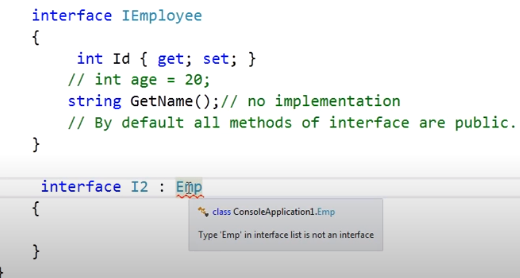 interface IEmployee
{
int Id { get; set; }
// int age = 20;
string GetName();// no implementation
// By default all methods of interface are public.
}
interface I2 : Emp
{
class ConsoleApplication1.Emp
Type 'Emp' in interface list is not an interface
}
}